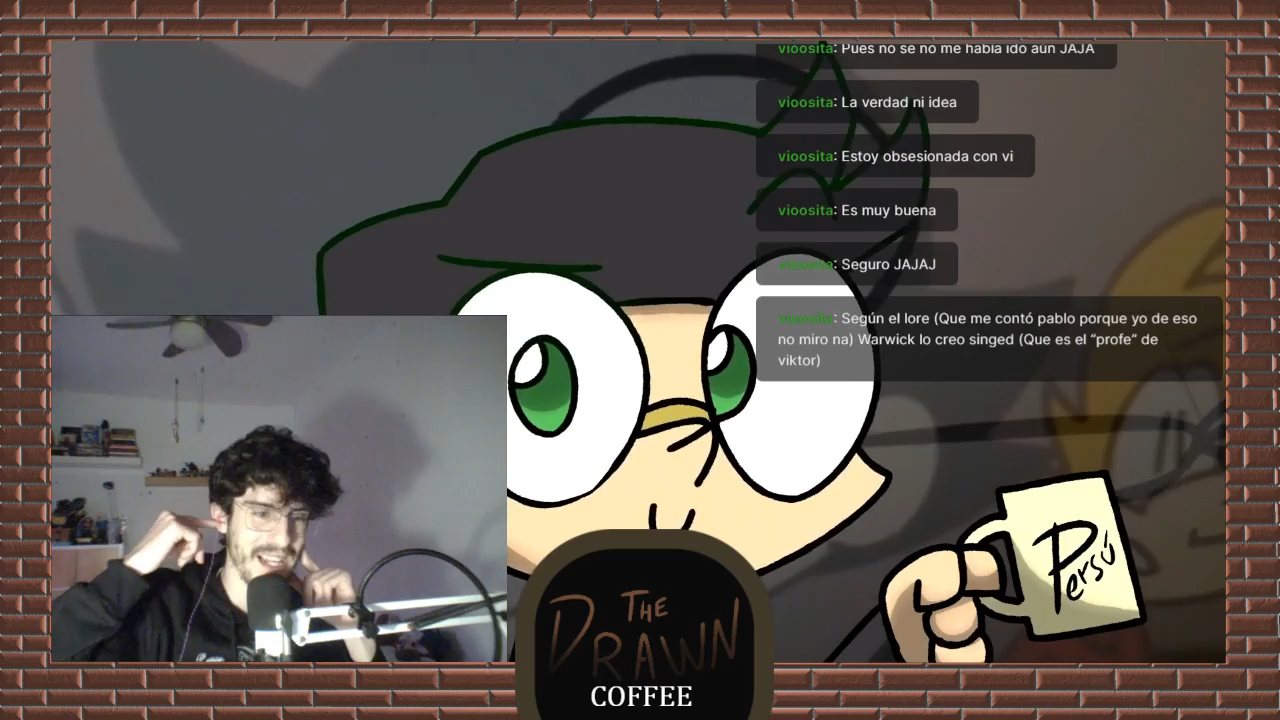 vioosita: Pues no se no me había ido aun JAJA
vioosita: La verdad ni idea
vioosita: Estoy obsesionada con vi
vioosita: Es muy buena
vioosita: Seguro JAJAJ
vioosita: Según el lore (Que me contó pablo porque yo de eso
no miro na) Warwick lo creo singed (Que es el “profe” de
viktor)
Persú
THE
DRAWN
COFFEE